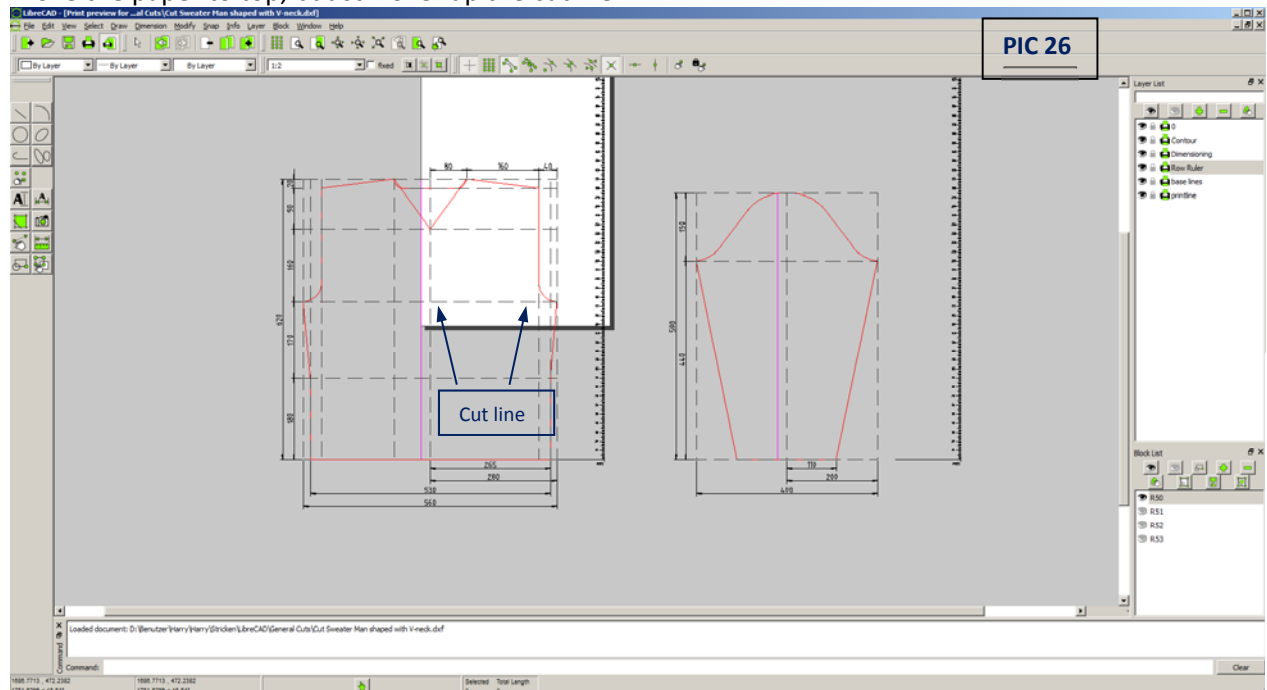 LibreCAD - [Print preview for ...al Cuts\Cut Sweater Man shaped with V-neck.dxf]
File Edit View Select Draw Dimension Modify Snap Info Layer Block Window Help
PIC 26
By Layer By Layer By Layer 1:2 fixed
Layer List
0
Contour
Dimensioning
Row Ruler
base lines
printline
80 160 40
90
150
160
620
170
590
440
180
Cut line
265
280
530
560
110
200
400
Block List
R50
R51
R52
R53
Loaded document: D:\Benutzer\Harry\Harry\Stricken\LibreCAD\General Cuts\Cut Sweater Man shaped with V-neck.dxf
Command
Command:
Clear
1698.7713 , 472.2382 1698.7713 , 472.2382 Selected Total Length